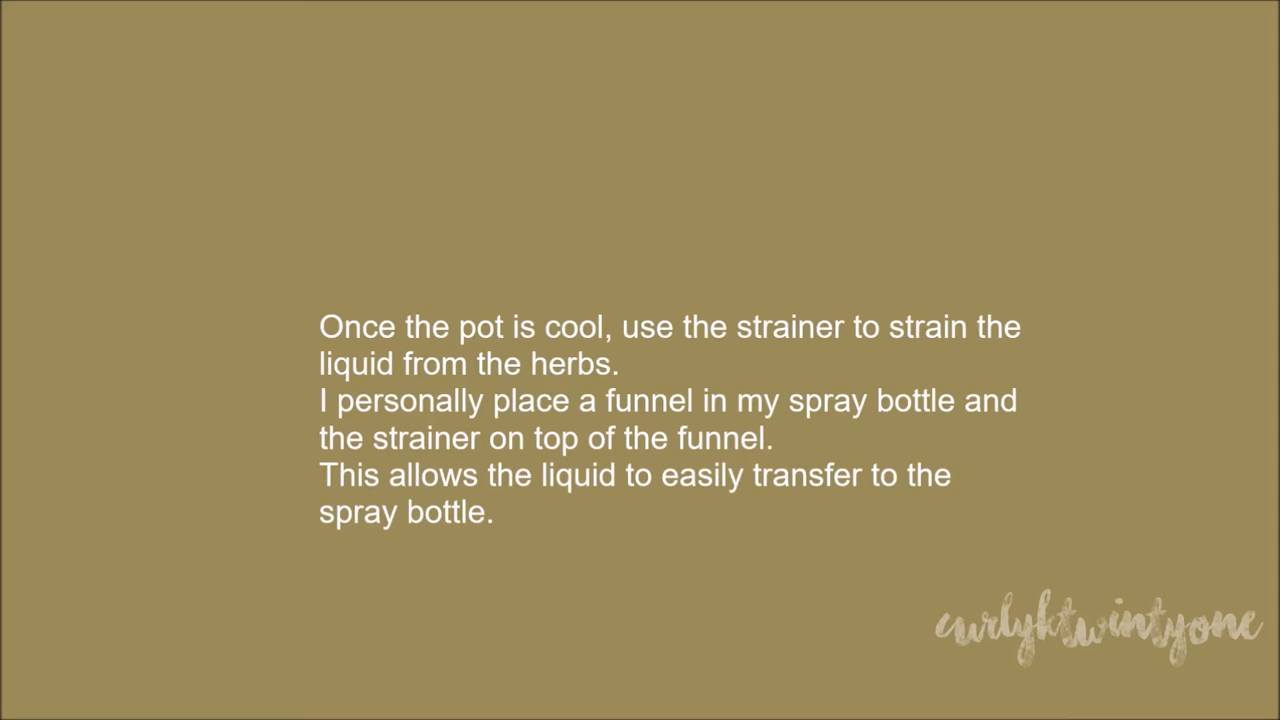 Once the pot is cool, use the strainer to strain the
liquid from the herbs.
I personally place a funnel in my spray bottle and
the strainer on top of the funnel.
This allows the liquid to easily transfer to the
spray bottle.
curlyktwintyone